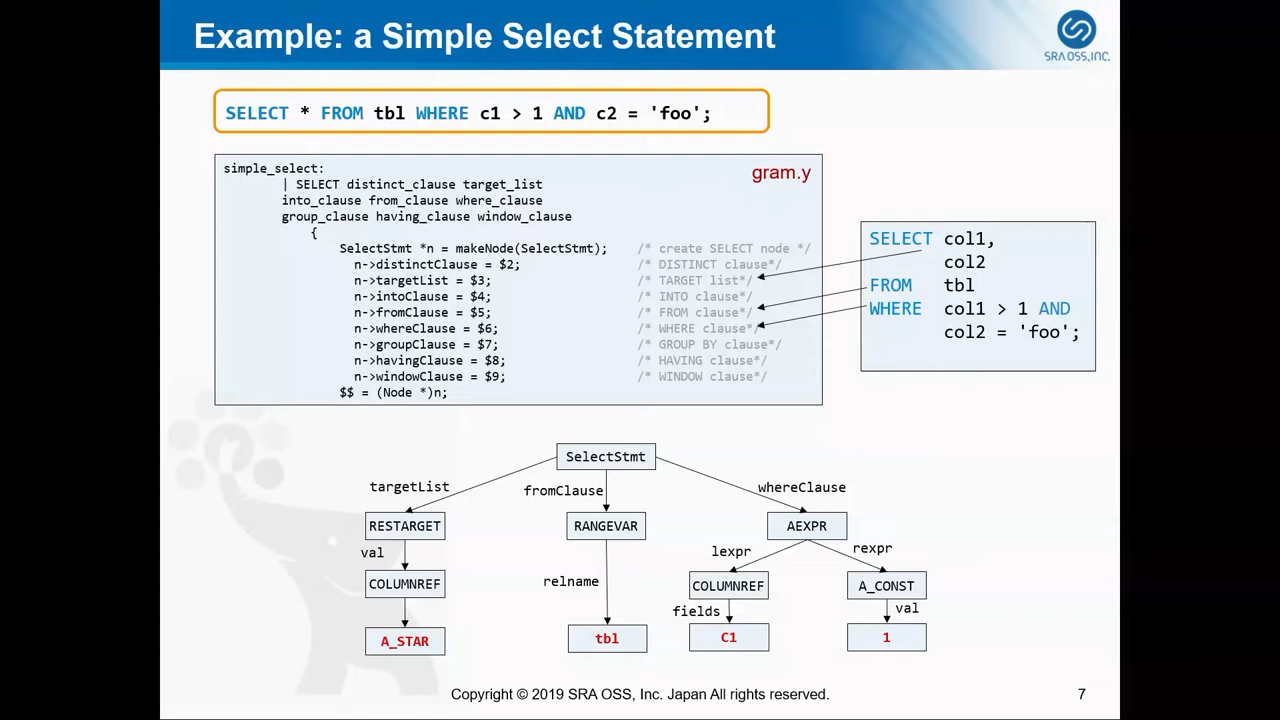 Example: a Simple Select Statement
SRA OSS, INC.
SELECT * FROM tbl WHERE c1 > 1 AND c2 = 'foo';
gram.y
simple_select:
| SELECT distinct_clause target_list
into_clause from_clause where_clause
group_clause having_clause window_clause
{
SelectStmt *n = makeNode(SelectStmt); /* create SELECT node */
n->distinctClause = $2; /* DISTINCT clause*/
n->targetList = $3; /* TARGET list*/
n->intoClause = $4; /* INTO clause*/
n->fromClause = $5; /* FROM clause*/
n->whereClause = $6; /* WHERE clause*/
n->groupClause = $7; /* GROUP BY clause*/
n->havingClause = $8; /* HAVING clause*/
n->windowClause = $9; /* WINDOW clause*/
$$ = (Node *)n;
SELECT col1,
col2
FROM tbl
WHERE col1 > 1 AND
col2 = 'foo';
SelectStmt
targetList fromClause whereClause
RESTARGET RANGEVAR AEXPR
val relname lexpr rexpr
COLUMNREF COLUMNREF A_CONST
fields val
A_STAR tbl C1 1
Copyright © 2019 SRA OSS, Inc. Japan All rights reserved. 7